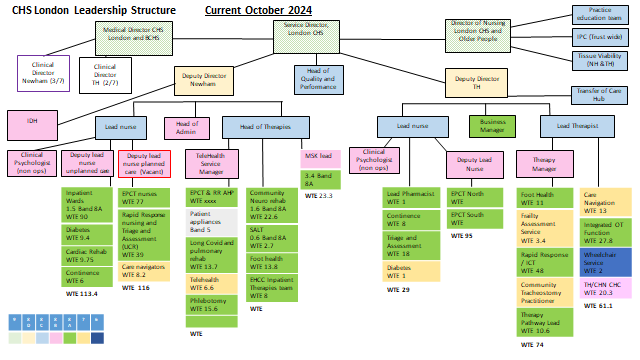 CHS London Leadership Structure
Current October 2024
Medical Director CHS
London and BCHS
Service Director,
London CHS
Director of Nursing
London CHS and
Older People
Practice
education team
IPC (Trust wide)
Tissue Viability
(NH &TH)
Transfer of Care
Hub
Clinical
Director
Newham (3/7)
Clinical
Director
TH (2/7)
Deputy Director
Newham
Head of
Quality and
Performance
Deputy Director
TH
IDH
Lead nurse
Head of
Admin
Head of Therapies
Lead nurse
Business
Manager
Lead Therapist
Clinical
Psychologist
(non ops)
Deputy lead
nurse
unplanned care
Deputy lead
nurse planned
care (Vacant)
TeleHealth
Service
Manager
MSK lead
3.4 Band
8A
WTE 23.3
Clinical
Psychologist
(non ops)
Deputy Lead
Nurse
Therapy
Manager
Inpatient
Wards
1.5 Band 8A
WTE 90
Diabetes
WTE 9.4
Cardiac Rehab
WTE 9.75
Continence
WTE 6
WTE 113.4
EPCT nurses
WTE 77
Rapid Response
nursing and
Triage and
Assessment
(UCR)
WTE 39
Care navigators
WTE 8.2
WTE 116
EPCT & RR AHP
WTE xxxx
Patient
appliances
Band 5
Long Covid and
pulmonary
rehab
WTE 13.7
Telehealth
WTE 6.6
Phlebotomy
WTE 15.6
WTE
Community
Neuro rehab
1.6 Band 8A
WTE 22.6
SALT
0.6 Band 8A
WTE 2.7
Foot health
WTE 13.8
EHCC Inpatient
Therapies team
WTE 8
WTE
Lead Pharmacist
WTE 1
Continence
WTE 8
Triage and
Assessment
WTE 18
Diabetes
WTE 1
WTE 29
EPCT North
WTE
EPCT South
WTE
WTE 95
Foot Health
WTE 11
Frailty
Assessment
Service
WTE 3.4
Rapid Response
/ ICT
WTE 48
Community
Tracheostomy
Practitioner
Therapy
Pathway Lead
WTE 10.6
WTE 74
Care
Navigation
WTE 13
Integrated OT
Function
WTE 27.8
Wheelchair
Service
WTE 2
TH/CHN CHC
WTE 20.3
WTE 61.1